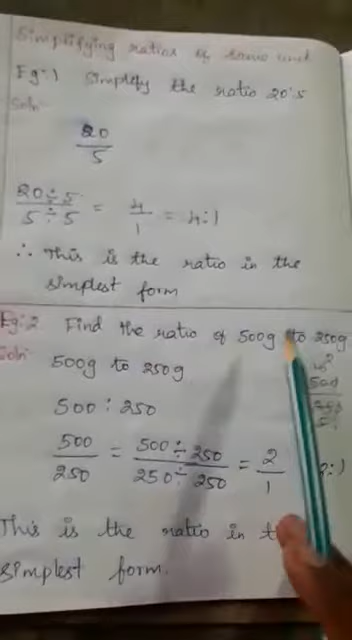 Simplifying ratios of same unit
Eg:1 Simplify the ratio 20:5
Soln
20
5
20÷5 = 4 = 4:1
5÷5 1
∴ This is the ratio in the
simplest form
Eg:2 Find the ratio of 500g to 250g
Soln
500g to 250g
500 : 250
500 = 500÷250 = 2 2:1
250 250÷250 1
This is the ratio in
simplest form.